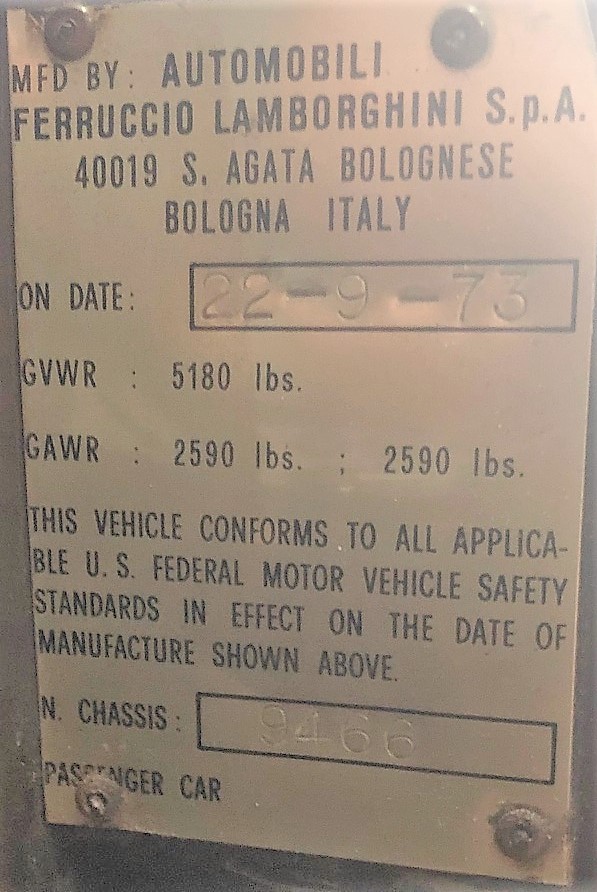 MFD BY: AUTOMOBILI
FERRUCCIO LAMBORGHINI S.p.A.
40019 S. AGATA BOLOGNESE
BOLOGNA ITALY
ON DATE: 22-9-73
GVWR : 5180 lbs.
GAWR : 2590 lbs. ; 2590 lbs.
THIS VEHICLE CONFORMS TO ALL APPLICA-
BLE U.S. FEDERAL MOTOR VEHICLE SAFETY
STANDARDS IN EFFECT ON THE DATE OF
MANUFACTURE SHOWN ABOVE.
N. CHASSIS: 9466
PASSENGER CAR